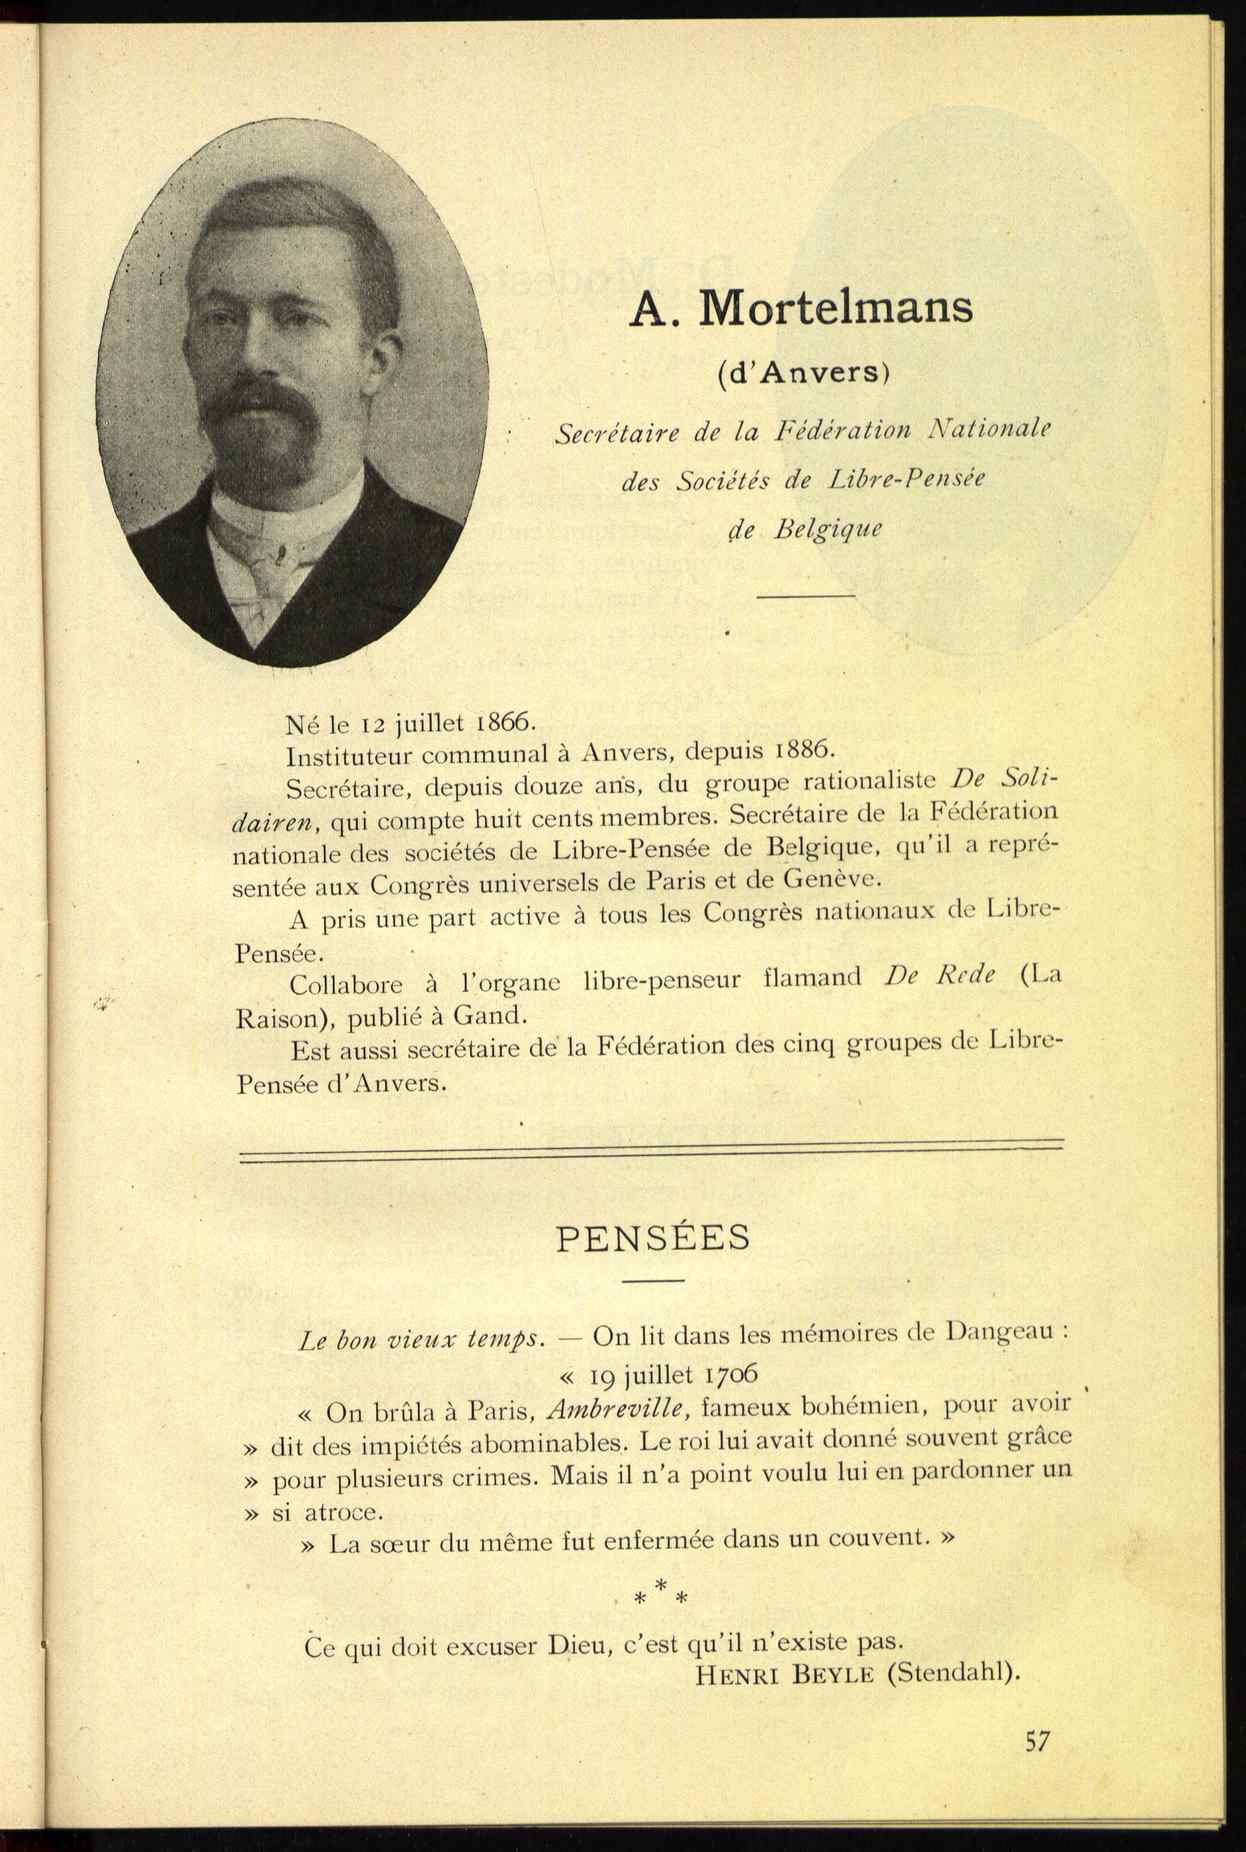 A. Mortelmans
(d'Anvers)
Secrétaire de la Fédération Nationale
des Sociétés de Libre-Pensée
de Belgique
Né le 12 juillet 1866.
Instituteur communal à Anvers, depuis 1886.
Secrétaire, depuis douze ans, du groupe rationaliste De Soli-
dairen, qui compte huit cents membres. Secrétaire de la Fédération
nationale des sociétés de Libre-Pensée de Belgique, qu'il a repré-
sentée aux Congrès universels de Paris et de Genève.
A pris une part active à tous les Congrès nationaux de Libre-
Pensée.
Collabore à l'organe libre-penseur flamand De Rede (La
Raison), publié à Gand.
Est aussi secrétaire de la Fédération des cinq groupes de Libre-
Pensée d'Anvers.
PENSÉES
Le bon vieux temps. — On lit dans les mémoires de Dangeau :
« 19 juillet 1706
« On brûla à Paris, Ambreville, fameux bohémien, pour avoir
» dit des impiétés abominables. Le roi lui avait donné souvent grâce
» pour plusieurs crimes. Mais il n'a point voulu lui en pardonner un
» si atroce.
» La sœur du même fut enfermée dans un couvent. »
* * *
Ce qui doit excuser Dieu, c'est qu'il n'existe pas.
HENRI BEYLE (Stendahl).
57